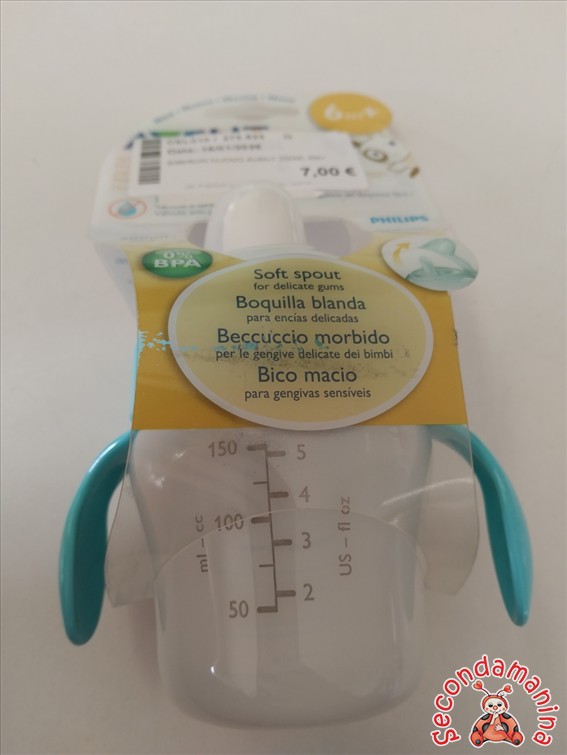 6m+
7,00 €
PHILIPS
0%
BPA
Soft spout
for delicate gums
Boquilla blanda
para encías delicadas
Beccuccio morbido
per le gengive delicate dei bimbi
Bico macio
para gengivas sensíveis
150
5
4
100
3
2
50
ml – cc
US – fl oz
secondamanina